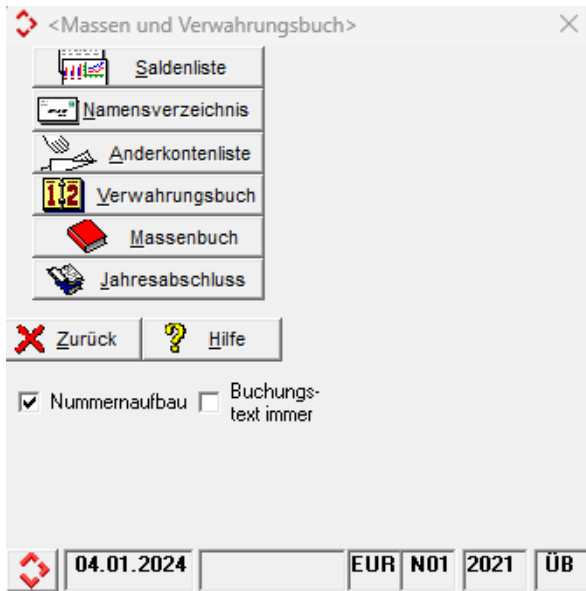 <Massen und Verwahrungsbuch>
Saldenliste
Namensverzeichnis
Anderkontenliste
Verwahrungsbuch
Massenbuch
Jahresabschluss
Zurück Hilfe
Nummernaufbau Buchungs-
text immer
04.01.2024 EUR N01 2021 ÜB